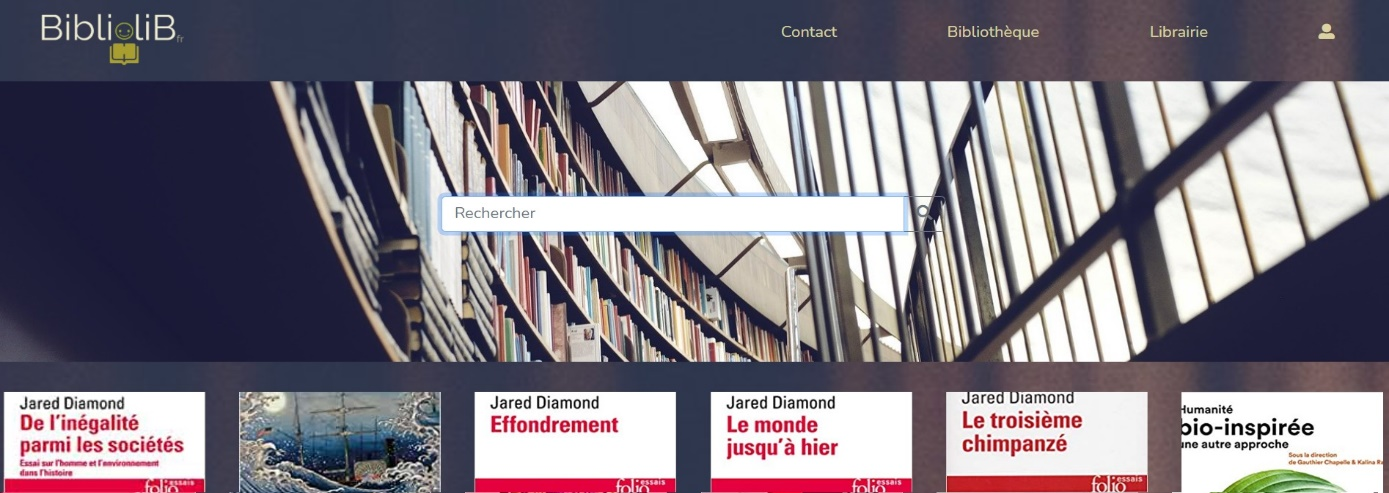 BiblioliB.fr
Contact
Bibliothèque
Librairie
Rechercher
Jared Diamond
De l'inégalité
parmi les sociétés
Essai sur l'homme et l'environnement
dans l'histoire
folio essais
Jared Diamond
Effondrement
folio essais
Jared Diamond
Le monde
jusqu'à hier
folio essais
Jared Diamond
Le troisième
chimpanzé
folio essais
Humanité
bio-inspirée
une autre approche
Sous la direction
de Gauthier Chapelle & Kalina